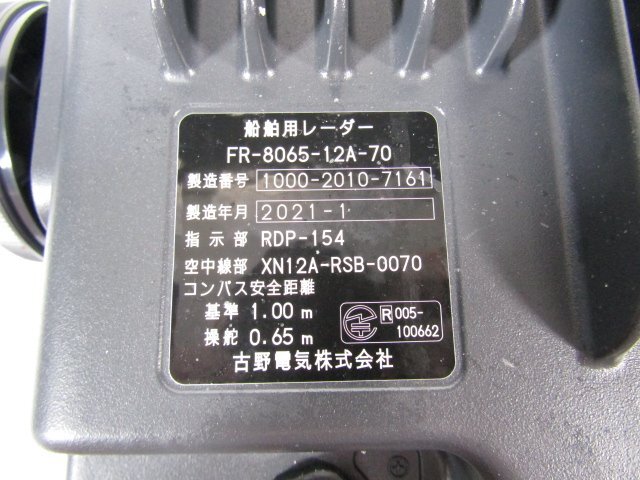 船舶用レーダー
FR-8065-12A-70
製造番号 1000-2010-7161
製造年月 2021-1
指示部 RDP-154
空中線部 XN12A-RSB-0070
コンパス安全距離
基準 1.00 m
操舵 0.65 m
R 005-100662
古野電気株式会社